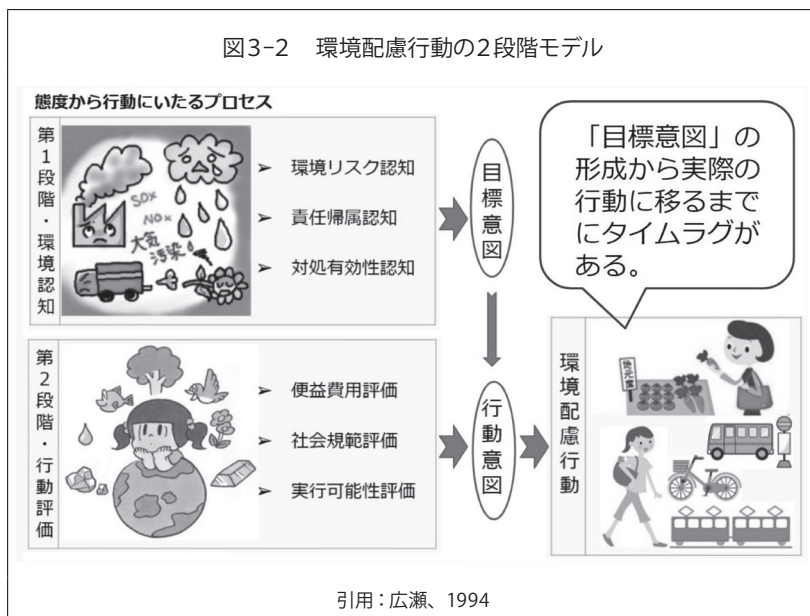 図3-2 環境配慮行動の2段階モデル
態度から行動にいたるプロセス
第1段階・環境認知
SOx
NOx
大気
汚染
➢ 環境リスク認知
➢ 責任帰属認知
➢ 対処有効性認知
目標意図
「目標意図」の
形成から実際の
行動に移るまで
にタイムラグが
ある。
第2段階・行動評価
➢ 便益費用評価
➢ 社会規範評価
➢ 実行可能性評価
行動意図
環境配慮行動
地元産
引用：広瀬、1994